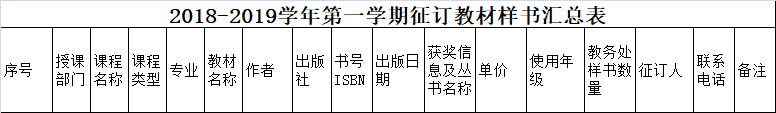 2018-2019学年第一学期征订教材样书汇总表
序号
授课
部门
课程
名称
课程
类型
专业
教材
名称
作者
出版
社
书号
ISBN
出版日
期
获奖信
息及丛
书名称
单价
使用年
级
教务处
样书数
量
征订人
联系
电话
备注